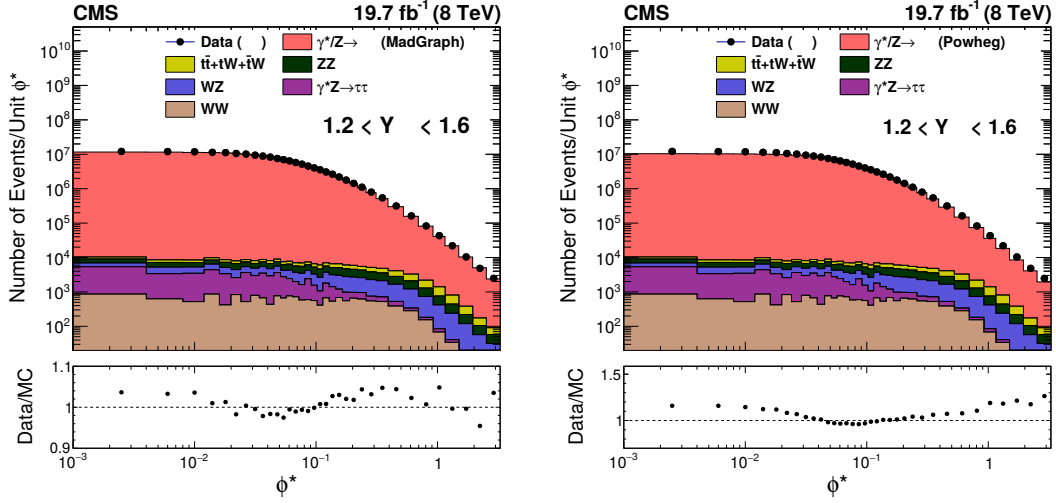 CMS 19.7 fb⁻¹ (8 TeV)
Number of Events/Unit ϕ*
10¹⁰
10⁹
10⁸
10⁷
10⁶
10⁵
10⁴
10³
10²
Data ( )
γ*/Z→ (MadGraph)
tt̄+tW+t̄W
ZZ
WZ
γ*Z→ττ
WW
1.2 < Y < 1.6
Data/MC
1.1
1
0.9
10⁻³ 10⁻² 10⁻¹ 1
ϕ*
CMS 19.7 fb⁻¹ (8 TeV)
Number of Events/Unit ϕ*
10¹⁰
10⁹
10⁸
10⁷
10⁶
10⁵
10⁴
10³
10²
Data ( )
γ*/Z→ (Powheg)
tt̄+tW+t̄W
ZZ
WZ
γ*Z→ττ
WW
1.2 < Y < 1.6
Data/MC
1.5
1
10⁻³ 10⁻² 10⁻¹ 1
ϕ*